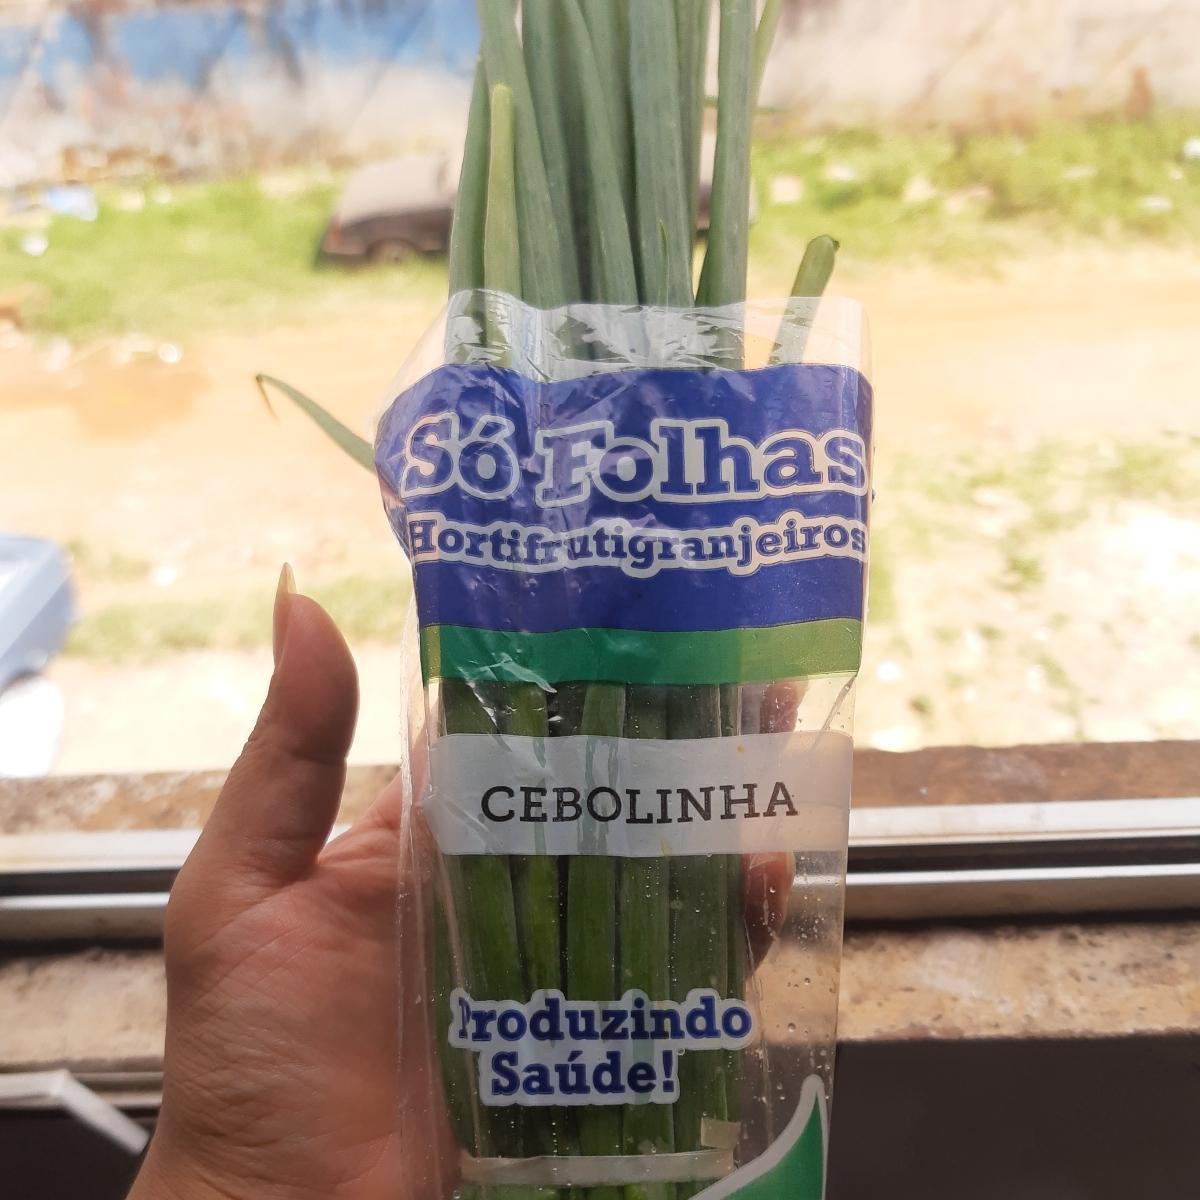 Só Folhas
Hortifrutigranjeiros
CEBOLINHA
Produzindo
Saúde!